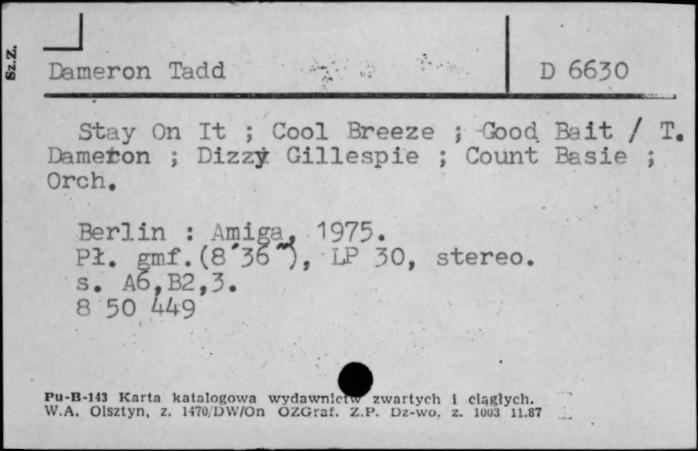 Sz.Z.
Dameron Tadd D 6630
Stay On It ; Cool Breeze ; Good Bait / T.
Dameron ; Dizzy Gillespie ; Count Basie ;
Orch.
Berlin : Amiga, 1975.
Pł. gmf.(8'36"), LP 30, stereo.
s. A6,B2,3.
8 50 449
Pu-B-143 Karta katalogowa wydawnictw zwartych i ciągłych.
W.A. Olsztyn, z. 1470/DW/On OZGraf. Z.P. Dz-wo, z. 1003 11.87